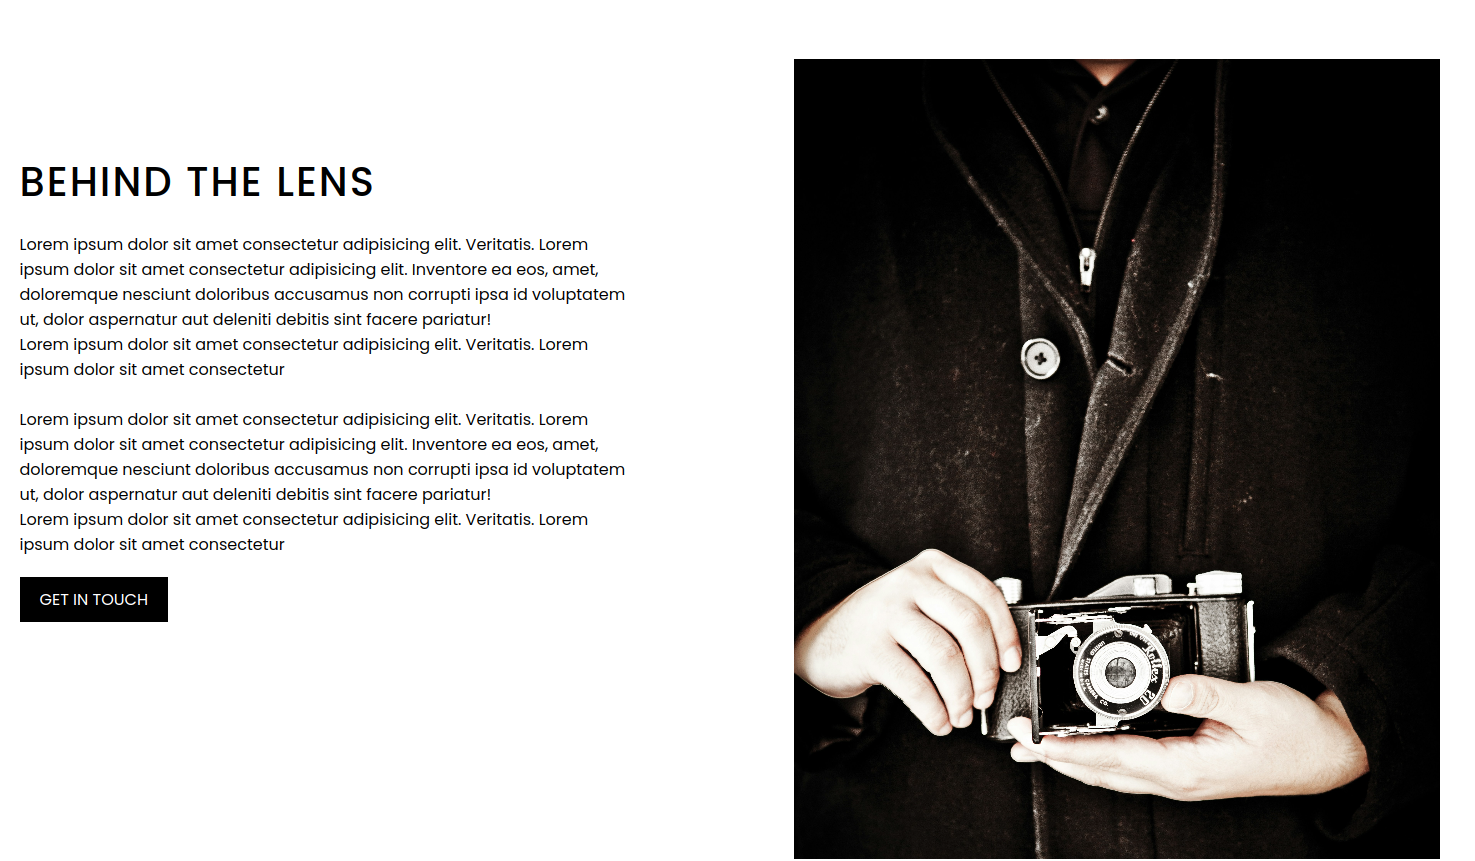 BEHIND THE LENS
Lorem ipsum dolor sit amet consectetur adipisicing elit. Veritatis. Lorem
ipsum dolor sit amet consectetur adipisicing elit. Inventore ea eos, amet,
doloremque nesciunt doloribus accusamus non corrupti ipsa id voluptatem
ut, dolor aspernatur aut deleniti debitis sint facere pariatur!
Lorem ipsum dolor sit amet consectetur adipisicing elit. Veritatis. Lorem
ipsum dolor sit amet consectetur
Lorem ipsum dolor sit amet consectetur adipisicing elit. Veritatis. Lorem
ipsum dolor sit amet consectetur adipisicing elit. Inventore ea eos, amet,
doloremque nesciunt doloribus accusamus non corrupti ipsa id voluptatem
ut, dolor aspernatur aut deleniti debitis sint facere pariatur!
Lorem ipsum dolor sit amet consectetur adipisicing elit. Veritatis. Lorem
ipsum dolor sit amet consectetur
GET IN TOUCH